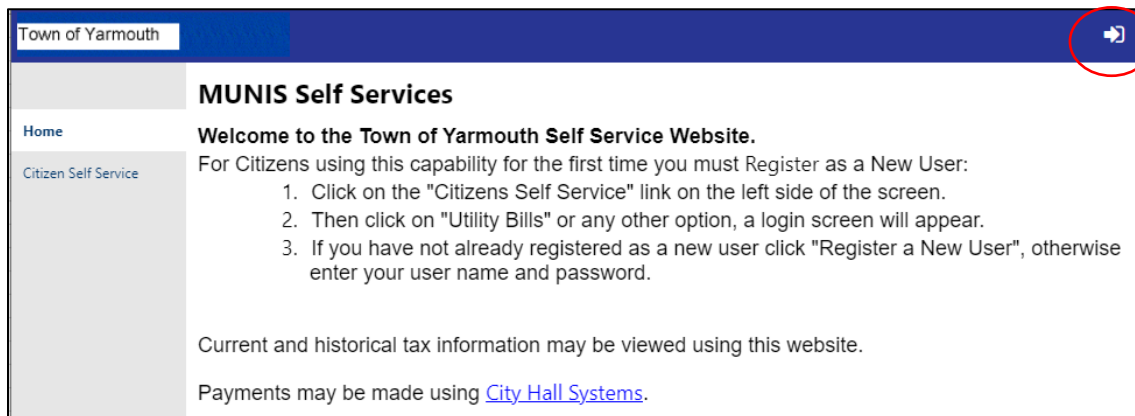 Town of Yarmouth
MUNIS Self Services
Home
Welcome to the Town of Yarmouth Self Service Website.
For Citizens using this capability for the first time you must Register as a New User:
Citizen Self Service
1. Click on the "Citizens Self Service" link on the left side of the screen.
2. Then click on "Utility Bills" or any other option, a login screen will appear.
3. If you have not already registered as a new user click "Register a New User", otherwise
enter your user name and password.
Current and historical tax information may be viewed using this website.
Payments may be made using City Hall Systems.